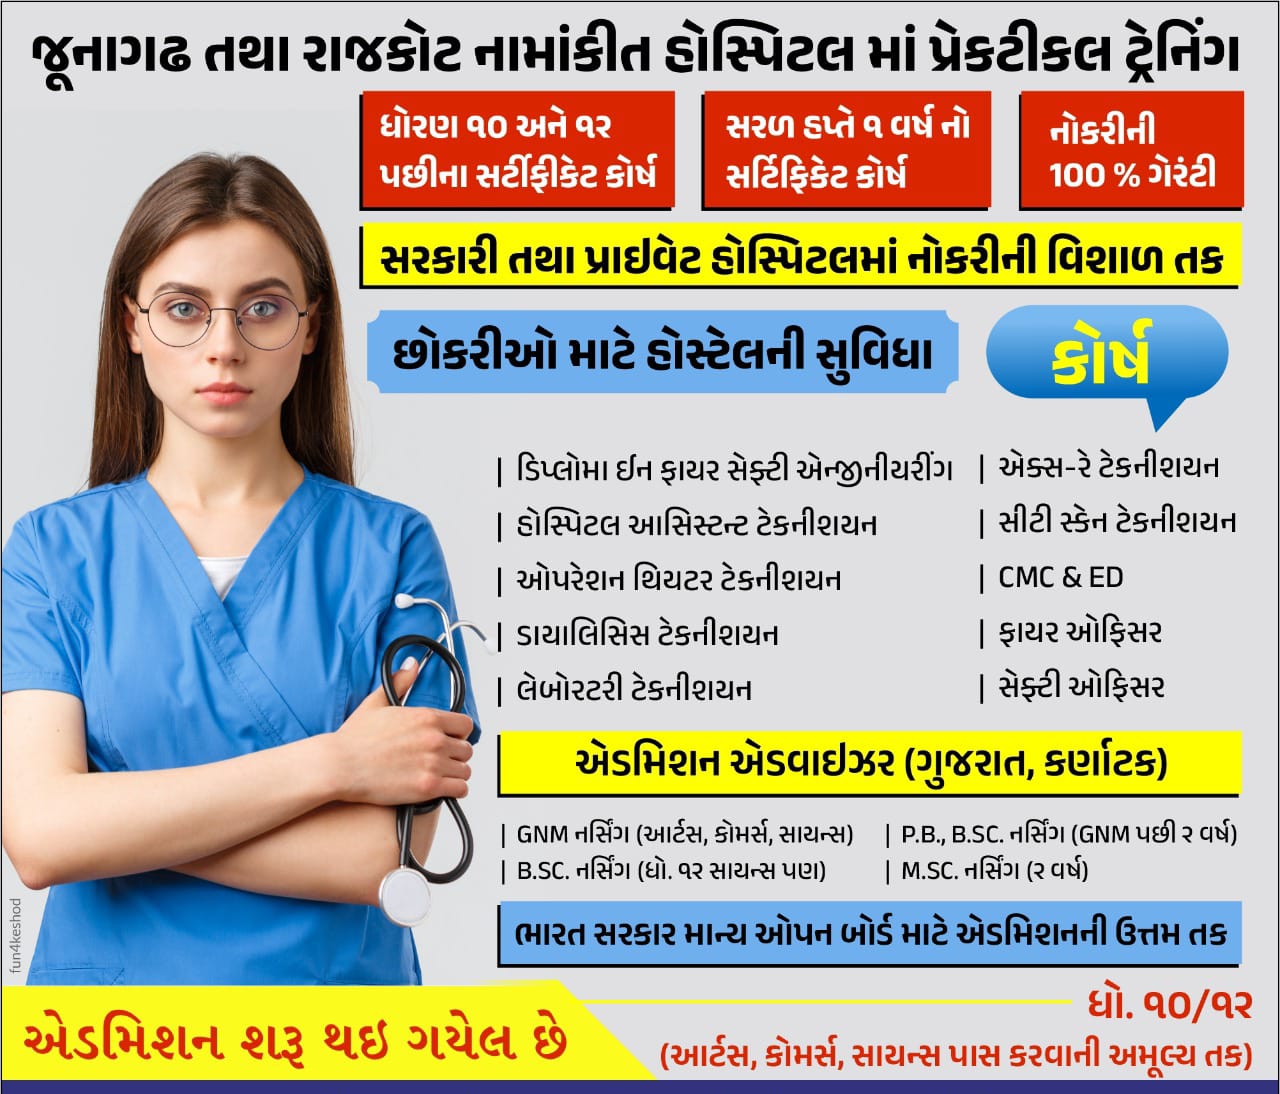 જૂનાગઢ તથા રાજકોટ નામાંકીત હોસ્પિટલ માં પ્રેકટીકલ ટ્રેનિંગ
ધોરણ ૧૦ અને ૧૨
પછીના સર્ટીફીકેટ કોર્ષ
સરળ હપ્તે ૧ વર્ષ નો
સર્ટિફિકેટ કોર્ષ
નોકરીની
100 % ગેરંટી
સરકારી તથા પ્રાઇવેટ હોસ્પિટલમાં નોકરીની વિશાળ તક
છોકરીઓ માટે હોસ્ટેલની સુવિધા
કોર્ષ
| ડિપ્લોમા ઈન ફાયર સેફ્ટી એન્જીનીયરીંગ
| હોસ્પિટલ આસિસ્ટન્ટ ટેકનીશયન
| ઓપરેશન થિયટર ટેકનીશયન
| ડાયાલિસિસ ટેકનીશયન
| લેબોરટરી ટેકનીશયન
| એક્સ-રે ટેકનીશયન
| સીટી સ્કેન ટેકનીશયન
| CMC & ED
| ફાયર ઓફિસર
| સેફ્ટી ઓફિસર
એડમિશન એડવાઇઝર (ગુજરાત, કર્ણાટક)
| GNM નર્સિંગ (આર્ટસ, કોમર્સ, સાયન્સ)
| B.SC. નર્સિંગ (ધો. ૧૨ સાયન્સ પણ)
| P.B., B.SC. નર્સિંગ (GNM પછી ૨ વર્ષ)
| M.SC. નર્સિંગ (૨ વર્ષ)
ભારત સરકાર માન્ય ઓપન બોર્ડ માટે એડમિશનની ઉત્તમ તક
એડમિશન શરૂ થઇ ગયેલ છે
ધો. ૧૦/૧૨
(આર્ટસ, કોમર્સ, સાયન્સ પાસ કરવાની અમૂલ્ય તક)
fun4keshod